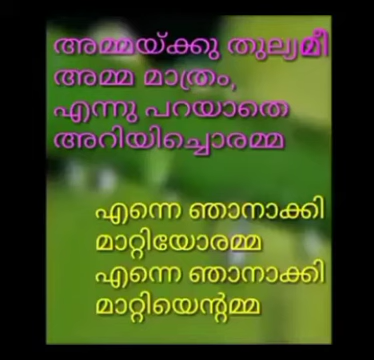 അമ്മയ്ക്കു തുല്യമീ
അമ്മ മാത്രം,
എന്നു പറയാതെ
അറിയിച്ചൊരമ്മ
എന്നെ ഞാനാക്കി
മാറ്റിയോരമ്മ
എന്നെ ഞാനാക്കി
മാറ്റിയെന്റമ്മ